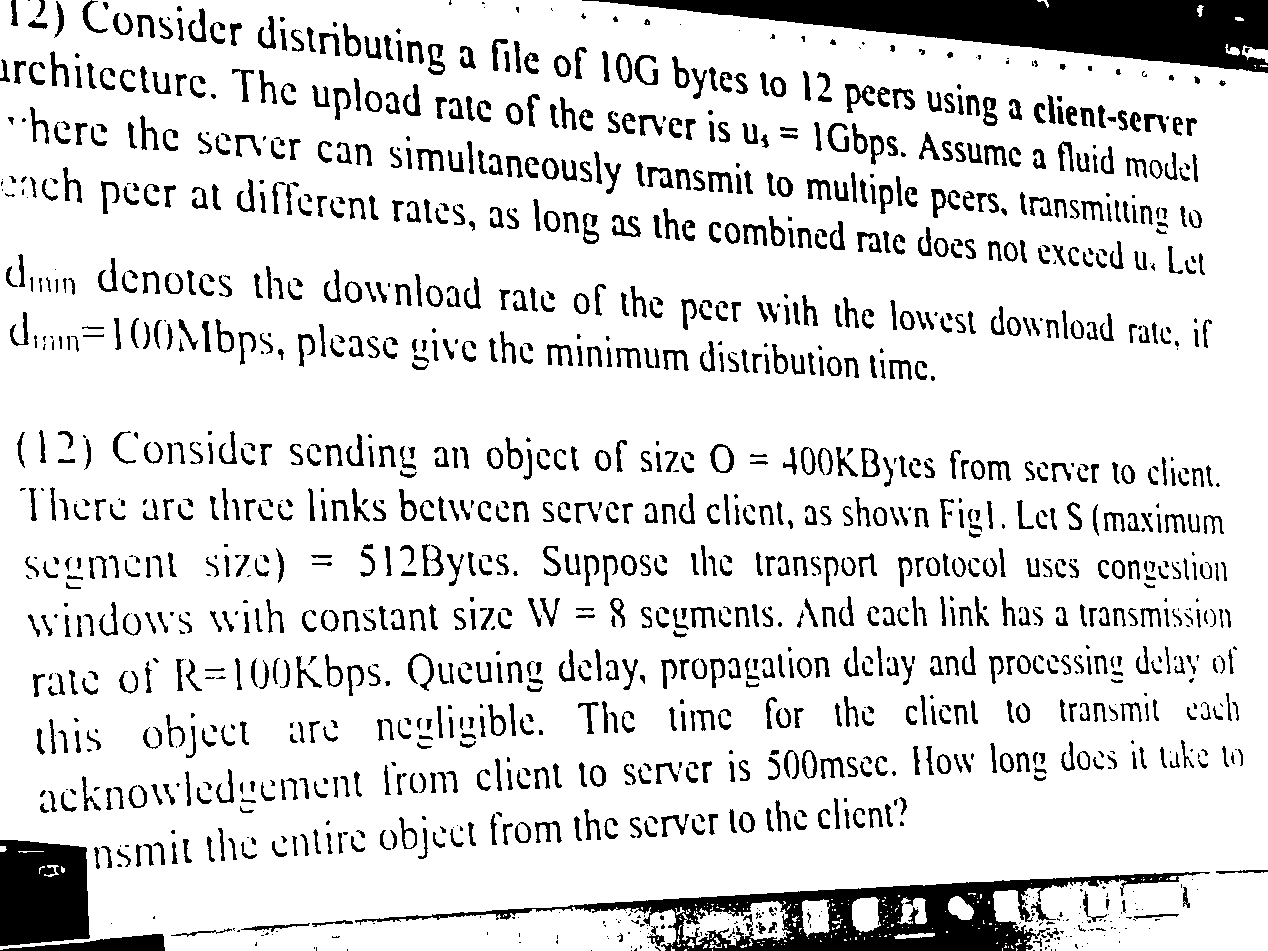 12) Consider distributing a file of 10G bytes to 12 peers using a client-server
architecture. The upload rate of the server is us = 1Gbps. Assume a fluid model
where the server can simultaneously transmit to multiple peers, transmitting to
each peer at different rates, as long as the combined rate does not exceed us. Let
dmin denotes the download rate of the peer with the lowest download rate, if
dmin=100Mbps, please give the minimum distribution time.
(12) Consider sending an object of size O = 400KBytes from server to client.
There are three links between server and client, as shown Fig1. Let S (maximum
segment size) = 512Bytes. Suppose the transport protocol uses congestion
windows with constant size W = 8 segments. And each link has a transmission
rate of R=100Kbps. Queuing delay, propagation delay and processing delay of
this object are negligible. The time for the client to transmit each
acknowledgement from client to server is 500msec. How long does it take to
nsmit the entire object from the server to the client?